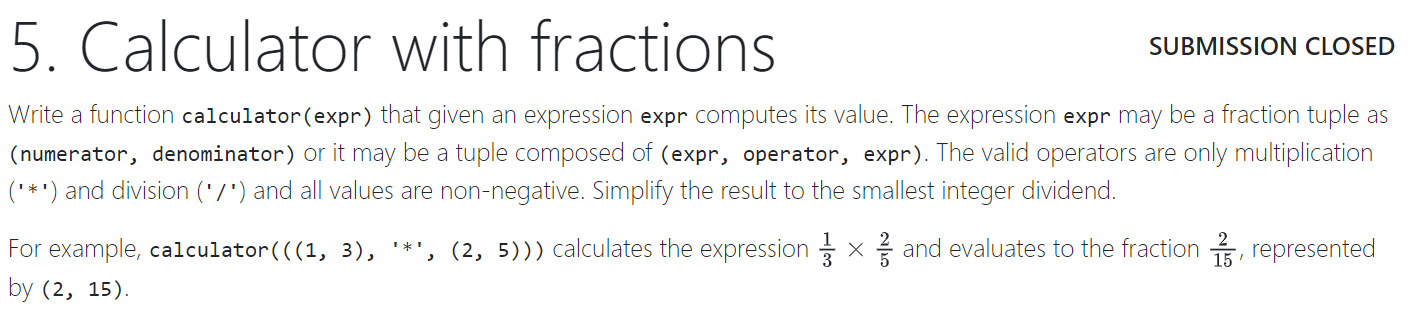 5. Calculator with fractions
SUBMISSION CLOSED
Write a function calculator(expr) that given an expression expr computes its value. The expression expr may be a fraction tuple as
(numerator, denominator) or it may be a tuple composed of (expr, operator, expr). The valid operators are only multiplication
('*') and division ('/') and all values are non-negative. Simplify the result to the smallest integer dividend.
For example, calculator(((1, 3), '*', (2, 5))) calculates the expression 1/3 × 2/5 and evaluates to the fraction 2/15, represented
by (2, 15).